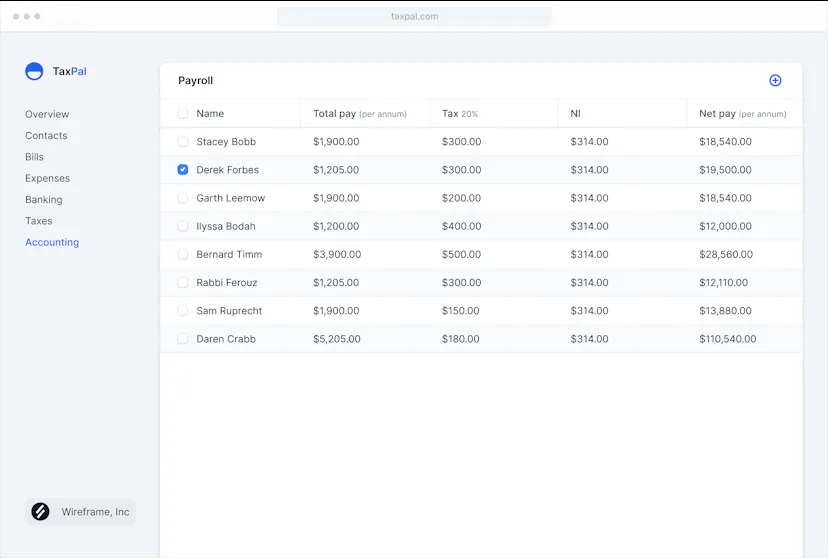 taxpal.com
TaxPal
Overview
Contacts
Bills
Expenses
Banking
Taxes
Accounting
Wireframe, Inc
Payroll
Name Total pay (per annum) Tax 20% NI Net pay (per annum)
Stacey Bobb $1,900.00 $300.00 $314.00 $18,540.00
Derek Forbes $1,205.00 $300.00 $314.00 $19,500.00
Garth Leemow $1,900.00 $200.00 $314.00 $18,540.00
Ilyssa Bodah $1,200.00 $400.00 $314.00 $12,000.00
Bernard Timm $3,900.00 $500.00 $314.00 $28,560.00
Rabbi Ferouz $1,205.00 $300.00 $314.00 $12,110.00
Sam Ruprecht $1,900.00 $150.00 $314.00 $13,880.00
Daren Crabb $5,205.00 $180.00 $314.00 $110,540.00